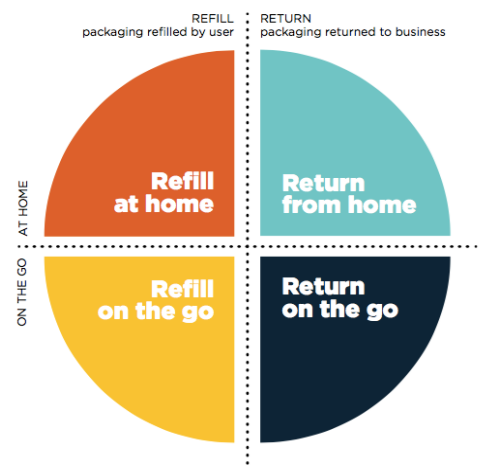 REFILL
packaging refilled by user
RETURN
packaging returned to business
AT HOME
Refill
at home
Return
from home
ON THE GO
Refill
on the go
Return
on the go